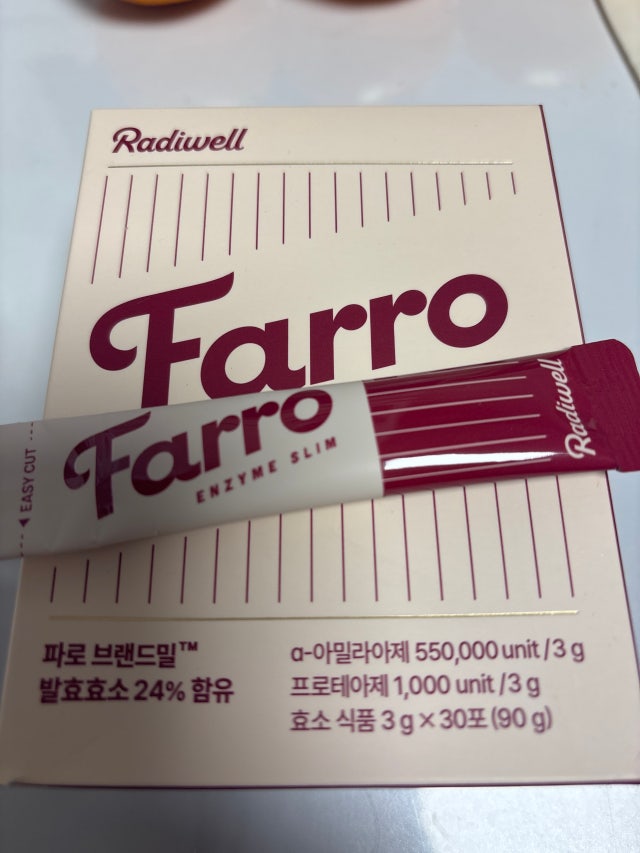 Radiwell
Farro
Farro
ENZYME SLIM
Radiwell
◀ EASY CUT
파로 브랜드밀™
발효효소 24% 함유
α-아밀라아제 550,000 unit / 3 g
프로테아제 1,000 unit / 3 g
효소 식품 3 g × 30포 (90 g)